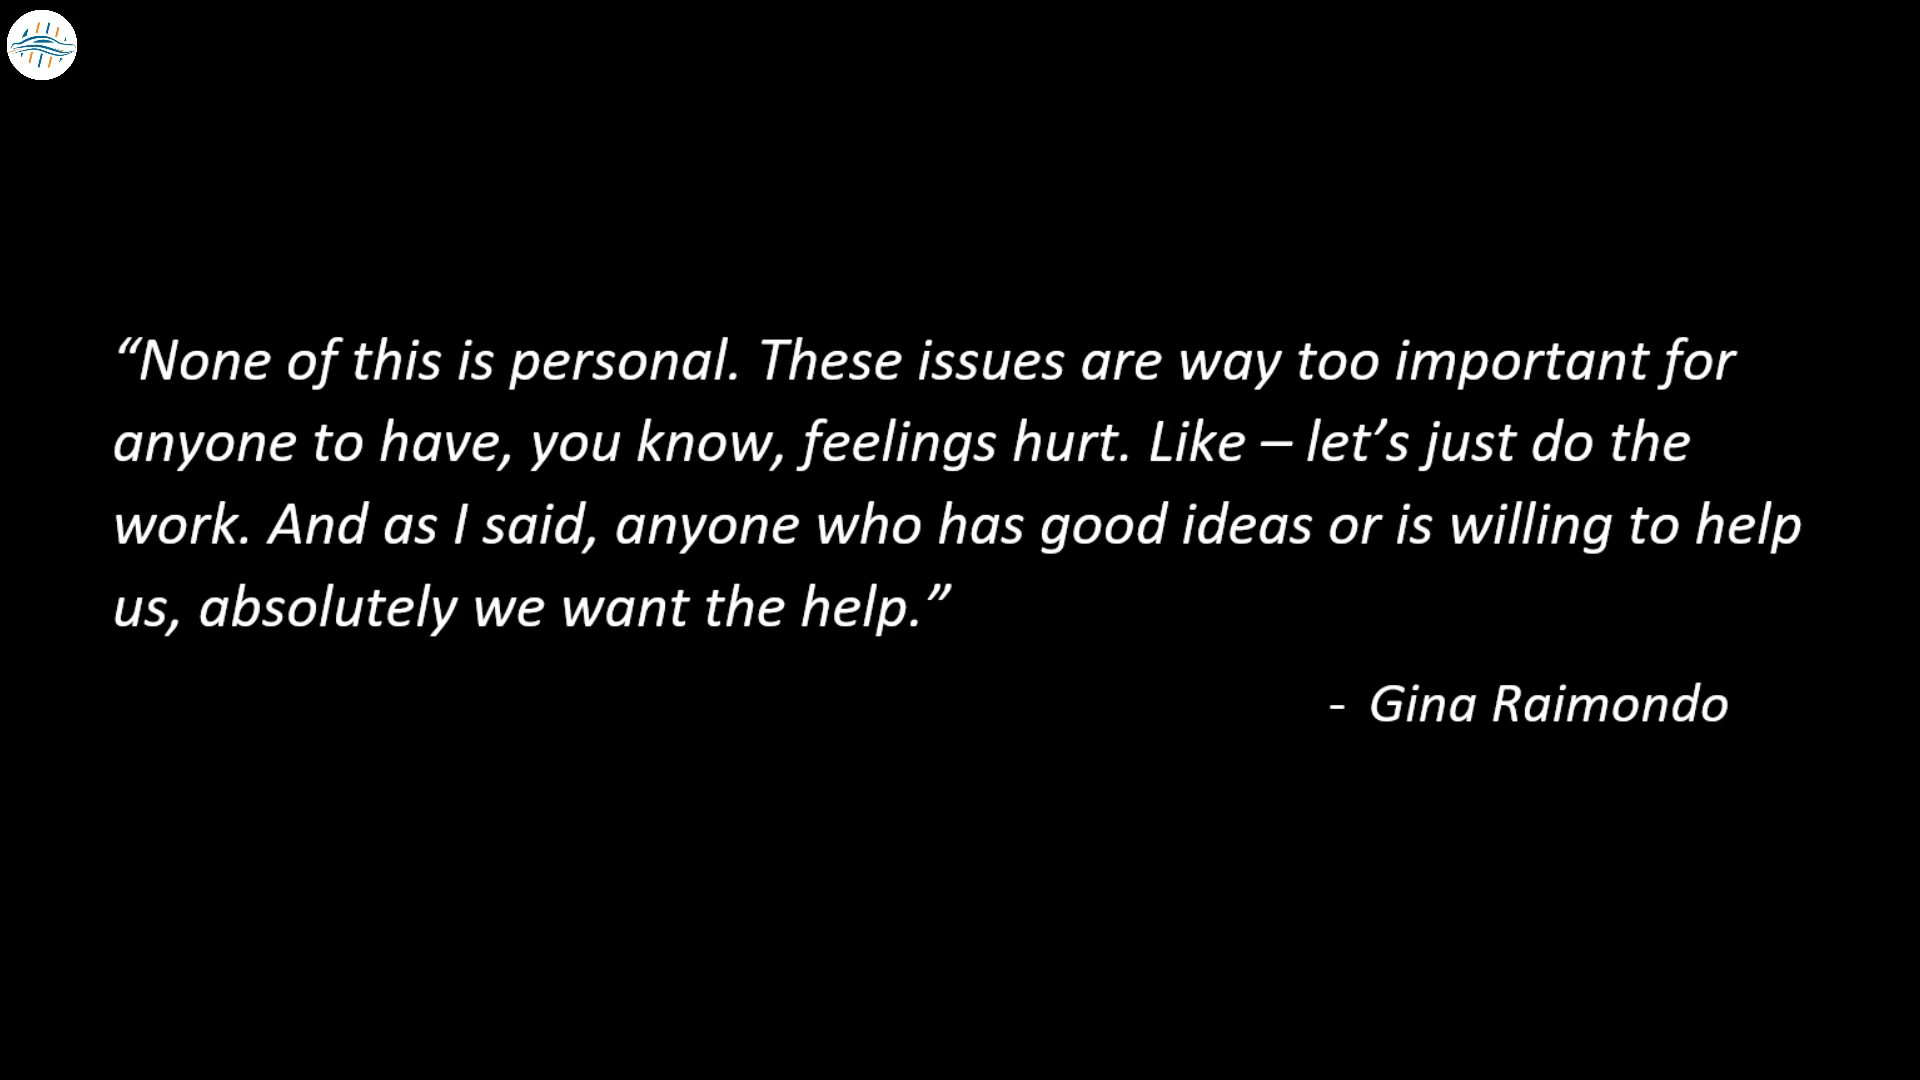 “None of this is personal. These issues are way too important for
anyone to have, you know, feelings hurt. Like – let’s just do the
work. And as I said, anyone who has good ideas or is willing to help
us, absolutely we want the help.”
- Gina Raimondo